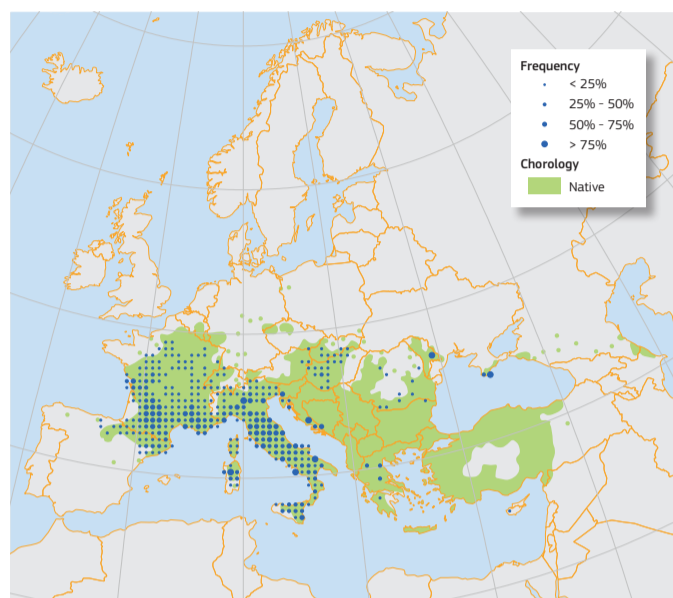 Frequency
< 25%
25% - 50%
50% - 75%
> 75%
Chorology
Native